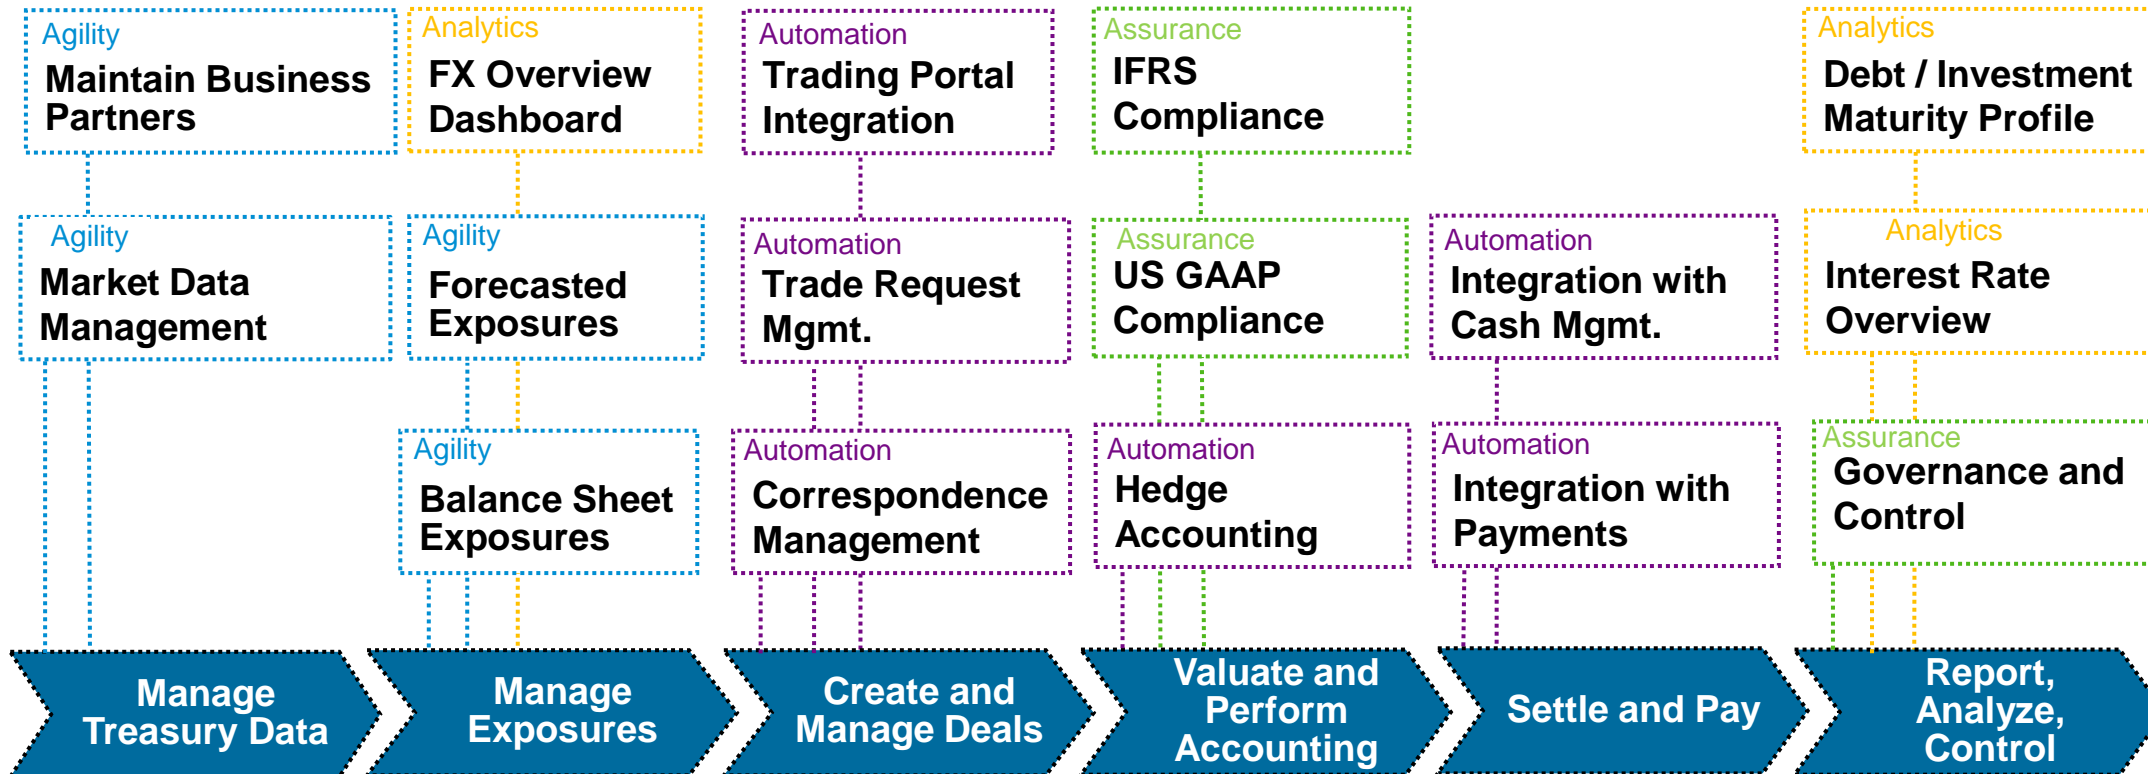 Agility
Maintain Business
Partners
Analytics
FX Overview
Dashboard
Automation
Trading Portal
Integration
Assurance
IFRS
Compliance
Analytics
Debt / Investment
Maturity Profile
Agility
Market Data
Management
Agility
Forecasted
Exposures
Automation
Trade Request
Mgmt.
Assurance
US GAAP
Compliance
Automation
Integration with
Cash Mgmt.
Analytics
Interest Rate
Overview
Agility
Balance Sheet
Exposures
Automation
Correspondence
Management
Automation
Hedge
Accounting
Automation
Integration with
Payments
Assurance
Governance and
Control
Manage
Treasury Data
Manage
Exposures
Create and
Manage Deals
Valuate and
Perform
Accounting
Settle and Pay
Report,
Analyze,
Control